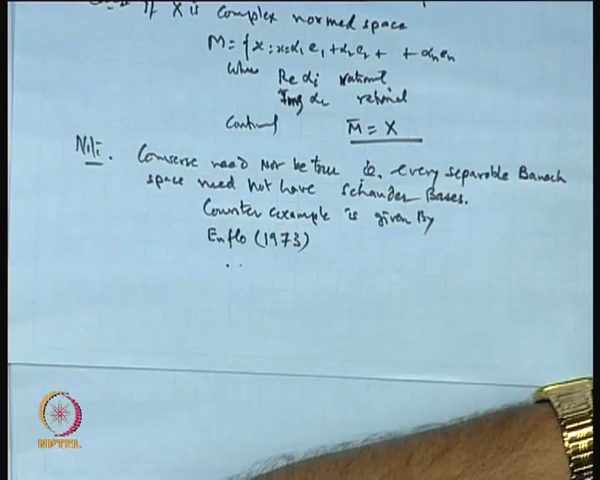 If X is complex normed space
M = { x : x = α₁ e₁ + α₂ e₂ + + αₙ eₙ
where Re αᵢ rational
Img αᵢ rational
M̄ = X
Note . Converse need Not be true ie. every separable Banach
space need not have Schauder Bases.
Counter example is given By
Enflo (1973)
..
NPTEL